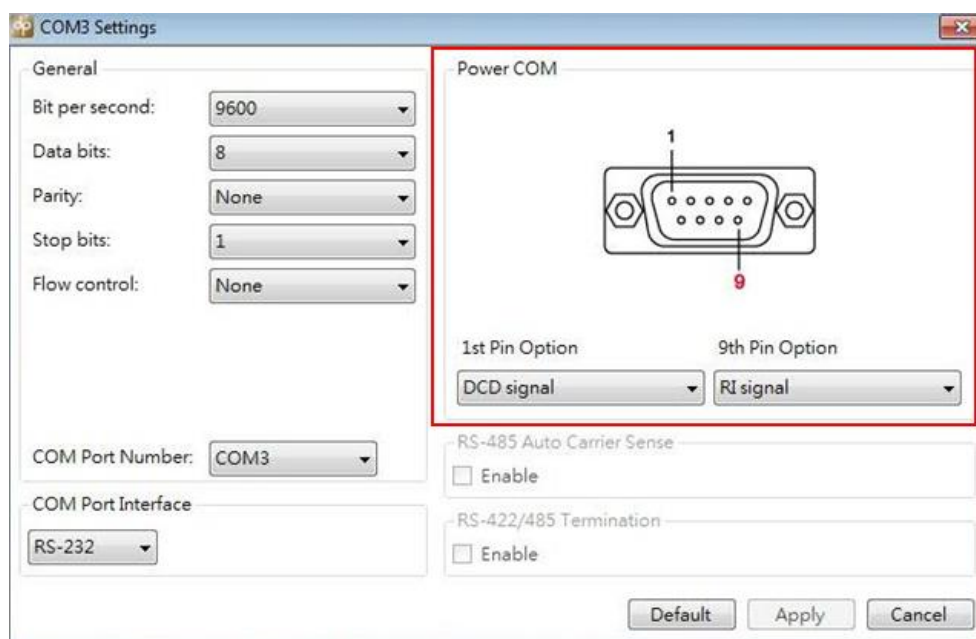 COM3 Settings
General
Bit per second: 9600
Data bits: 8
Parity: None
Stop bits: 1
Flow control: None
COM Port Number: COM3
COM Port Interface
RS-232
Power COM
1
9
1st Pin Option 9th Pin Option
DCD signal RI signal
RS-485 Auto Carrier Sense
Enable
RS-422/485 Termination
Enable
Default Apply Cancel